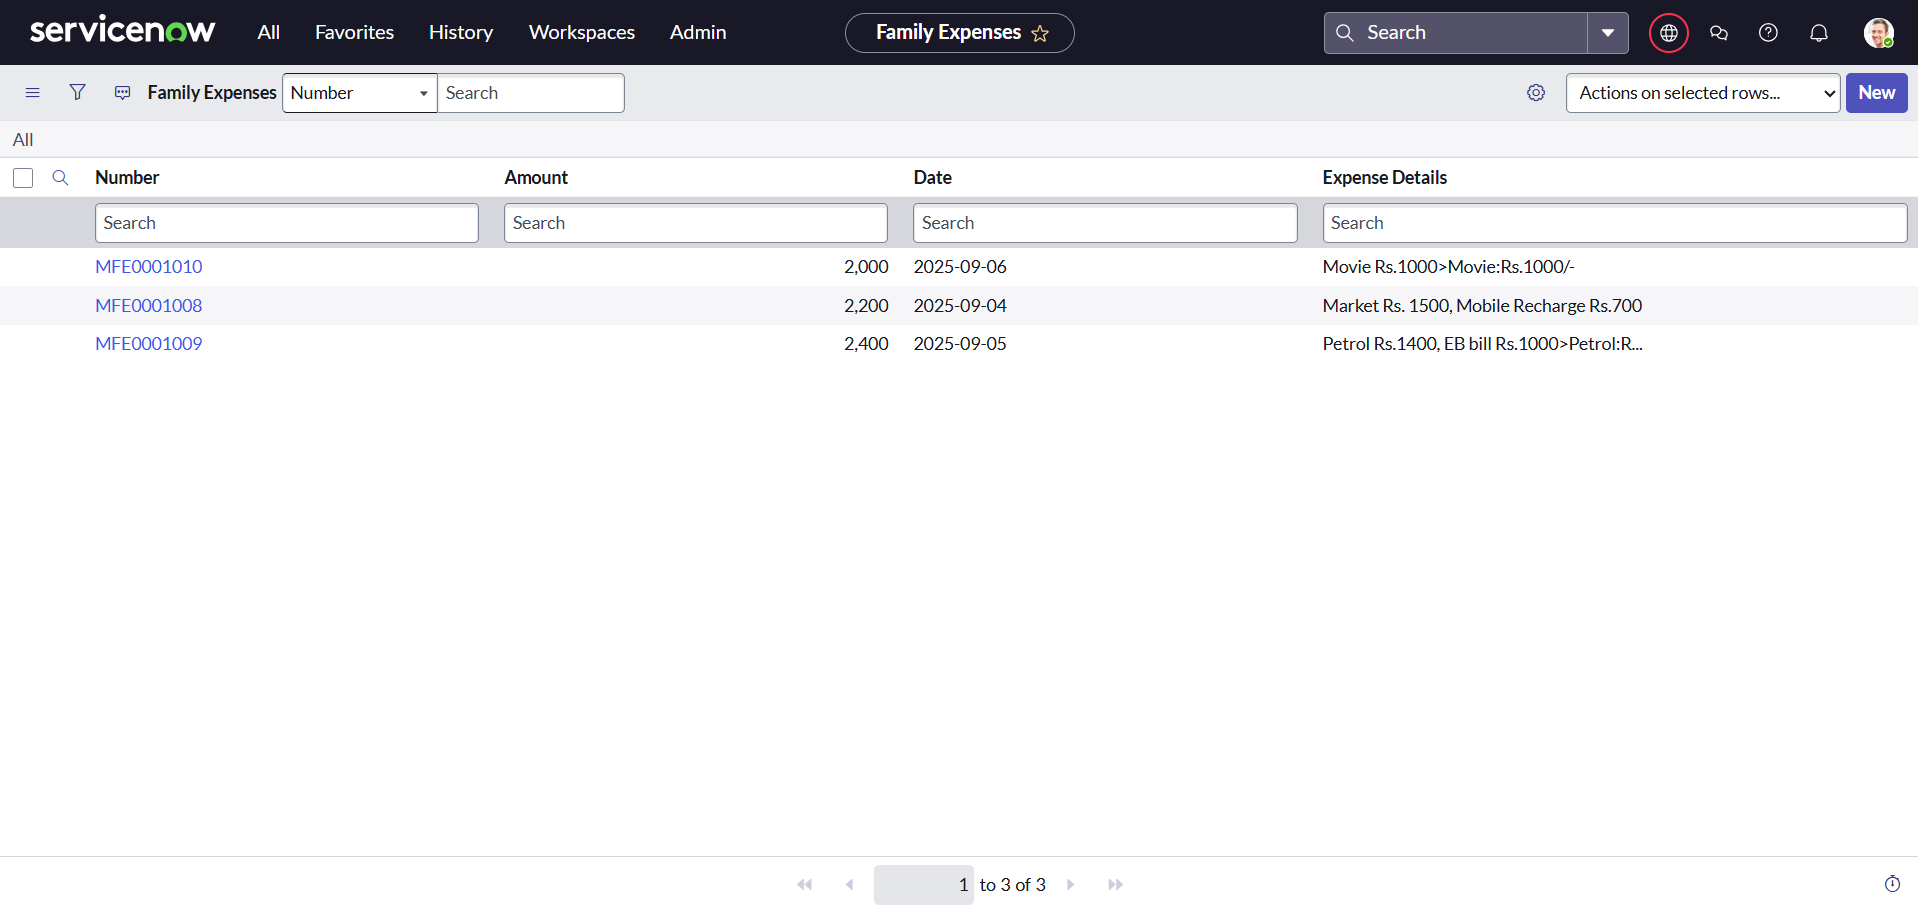 servicenow All Favorites History Workspaces Admin Family Expenses Search
Family Expenses Number Search Actions on selected rows... New
All
Number Amount Date Expense Details
Search Search Search Search
MFE0001010 2,000 2025-09-06 Movie Rs.1000>Movie:Rs.1000/-
MFE0001008 2,200 2025-09-04 Market Rs. 1500, Mobile Recharge Rs.700
MFE0001009 2,400 2025-09-05 Petrol Rs.1400, EB bill Rs.1000>Petrol:R...
1 to 3 of 3